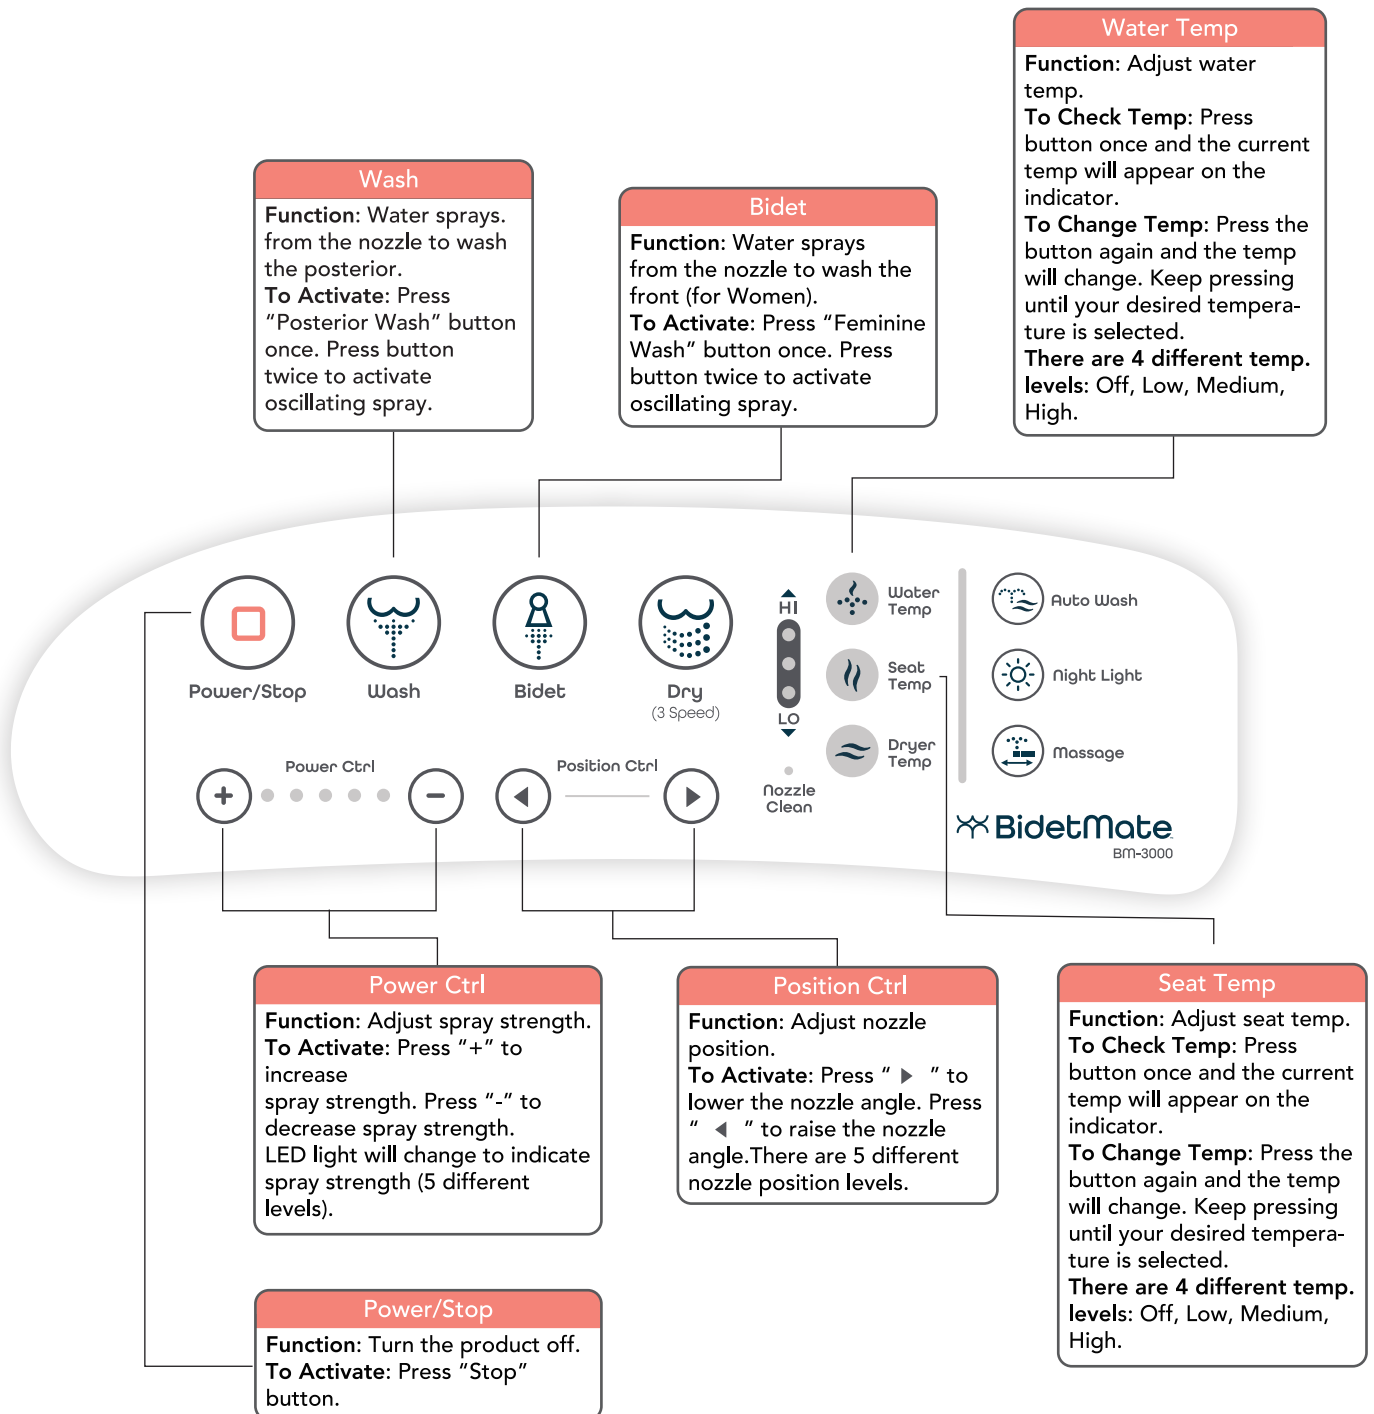 Water Temp
Function: Adjust water
temp.
To Check Temp: Press
button once and the current
temp will appear on the
indicator.
To Change Temp: Press the
button again and the temp
will change. Keep pressing
until your desired tempera-
ture is selected.
There are 4 different temp.
levels: Off, Low, Medium,
High.
Wash
Function: Water sprays.
from the nozzle to wash
the posterior.
To Activate: Press
“Posterior Wash” button
once. Press button
twice to activate
oscillating spray.
Bidet
Function: Water sprays
from the nozzle to wash the
front (for Women).
To Activate: Press “Feminine
Wash” button once. Press
button twice to activate
oscillating spray.
Power/Stop
Wash
Bidet
Dry
(3 Speed)
HI
LO
Nozzle
Clean
Water
Temp
Seat
Temp
Dryer
Temp
Auto Wash
Night Light
Massage
+
Power Ctrl
-
◀
Position Ctrl
▶
BidetMate
BM-3000
Power Ctrl
Function: Adjust spray strength.
To Activate: Press “+” to
increase
spray strength. Press “-” to
decrease spray strength.
LED light will change to indicate
spray strength (5 different
levels).
Position Ctrl
Function: Adjust nozzle
position.
To Activate: Press “ ▶ ” to
lower the nozzle angle. Press
“ ◀ ” to raise the nozzle
angle.There are 5 different
nozzle position levels.
Seat Temp
Function: Adjust seat temp.
To Check Temp: Press
button once and the current
temp will appear on the
indicator.
To Change Temp: Press the
button again and the temp
will change. Keep pressing
until your desired tempera-
ture is selected.
There are 4 different temp.
levels: Off, Low, Medium,
High.
Power/Stop
Function: Turn the product off.
To Activate: Press “Stop”
button.